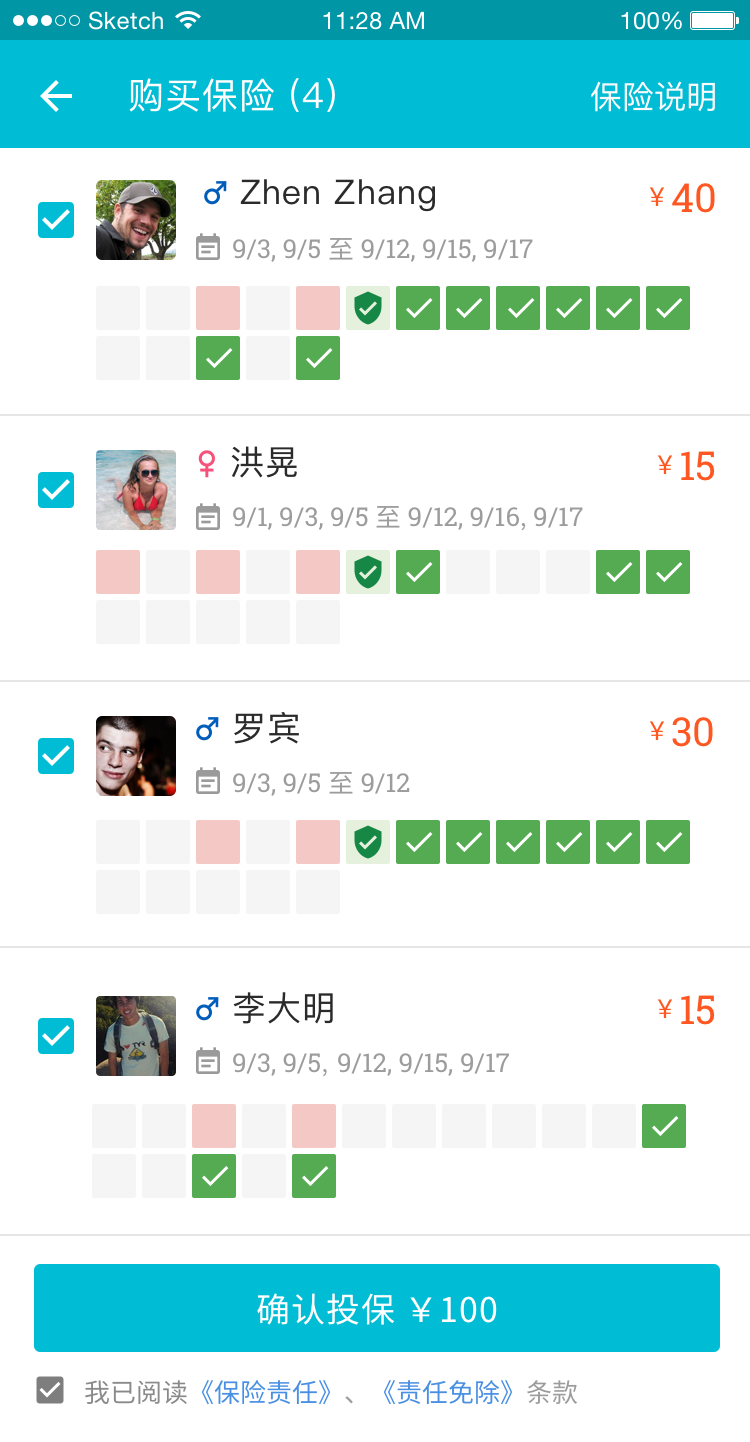 Sketch 11:28 AM 100%
购买保险 (4) 保险说明
Zhen Zhang ¥ 40
9/3, 9/5 至 9/12, 9/15, 9/17
洪晃 ¥ 15
9/1, 9/3, 9/5 至 9/12, 9/16, 9/17
罗宾 ¥ 30
9/3, 9/5 至 9/12
李大明 ¥ 15
9/3, 9/5, 9/12, 9/15, 9/17
确认投保 ¥100
我已阅读《保险责任》、《责任免除》条款